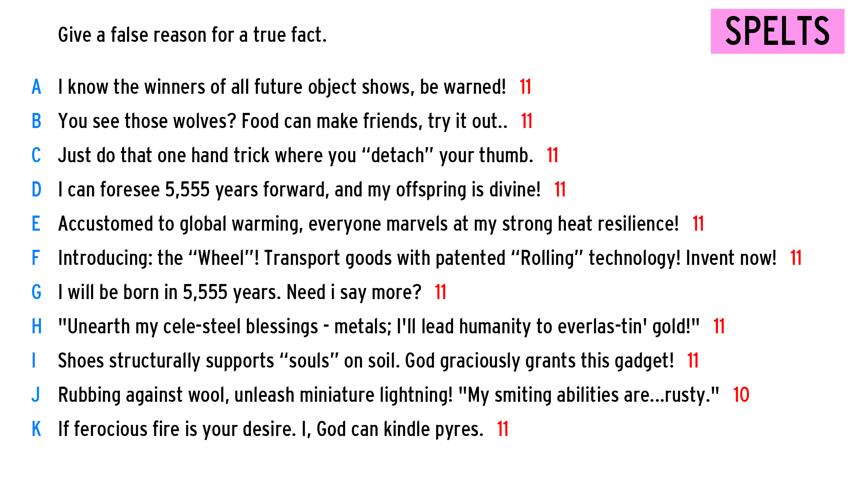 SPELTS
Give a false reason for a true fact.
A I know the winners of all future object shows, be warned! 11
B You see those wolves? Food can make friends, try it out.. 11
C Just do that one hand trick where you “detach” your thumb. 11
D I can foresee 5,555 years forward, and my offspring is divine! 11
E Accustomed to global warming, everyone marvels at my strong heat resilience! 11
F Introducing: the “Wheel”! Transport goods with patented “Rolling” technology! Invent now! 11
G I will be born in 5,555 years. Need i say more? 11
H "Unearth my cele-steel blessings - metals; I'll lead humanity to everlas-tin' gold!" 11
I Shoes structurally supports “souls” on soil. God graciously grants this gadget! 11
J Rubbing against wool, unleash miniature lightning! "My smiting abilities are...rusty." 10
K If ferocious fire is your desire. I, God can kindle pyres. 11